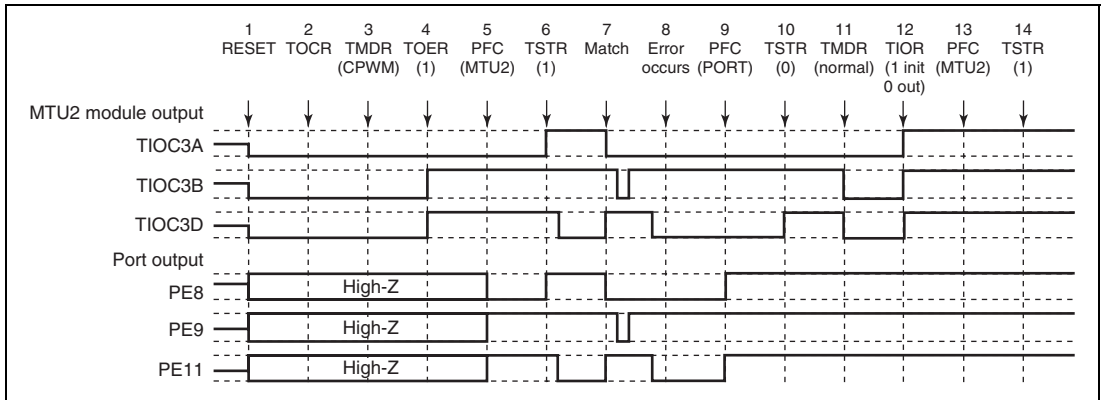 1 2 3 4 5 6 7 8 9 10 11 12 13 14
RESET TOCR TMDR TOER PFC TSTR Match Error PFC TSTR TMDR TIOR PFC TSTR
(CPWM) (1) (MTU2) (1) occurs (PORT) (0) (normal) (1 init (MTU2) (1)
0 out)
MTU2 module output
TIOC3A
TIOC3B
TIOC3D
Port output
PE8 High-Z
PE9 High-Z
PE11 High-Z